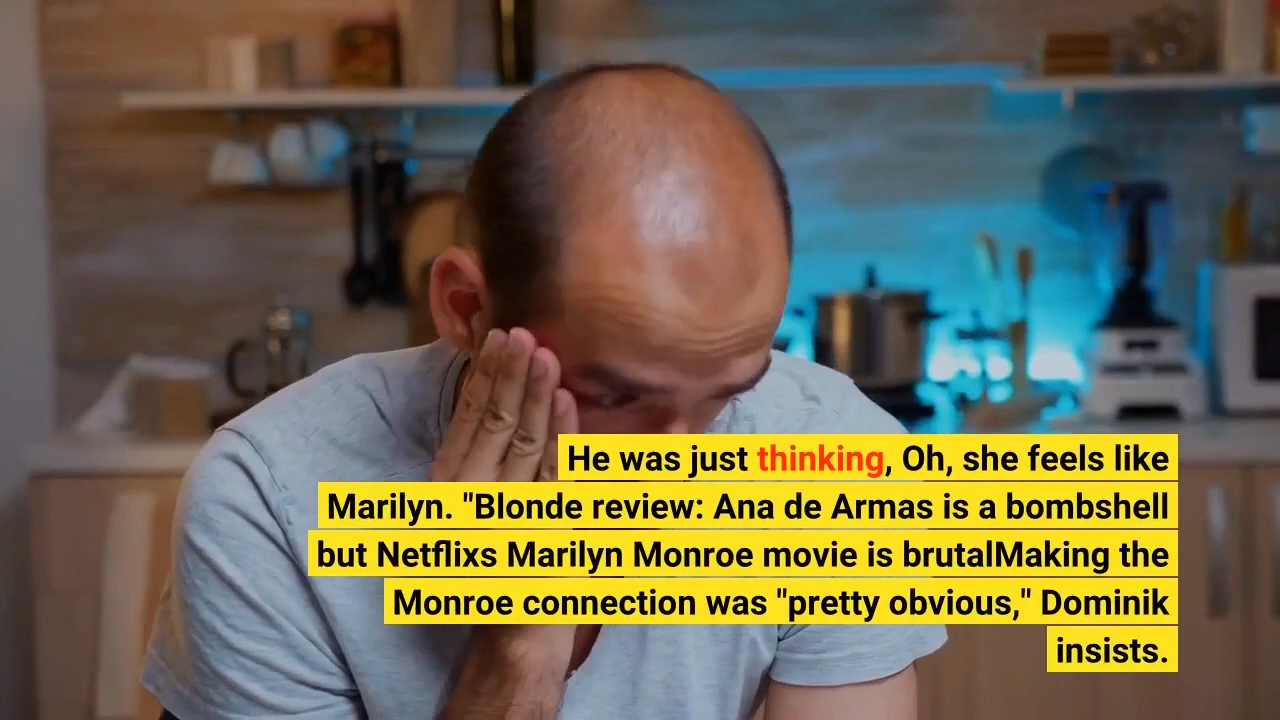 He was just thinking, Oh, she feels like
Marilyn. "Blonde review: Ana de Armas is a bombshell
but Netflixs Marilyn Monroe movie is brutalMaking the
Monroe connection was "pretty obvious," Dominik
insists.